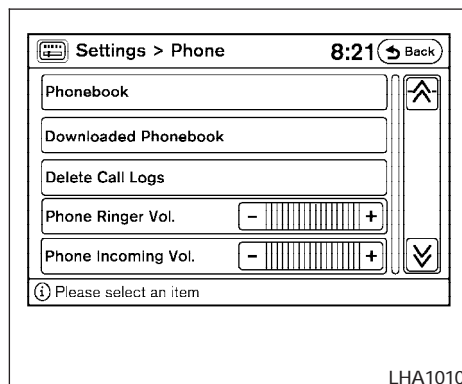 Settings > Phone 8:21 Back
Phonebook
Downloaded Phonebook
Delete Call Logs
Phone Ringer Vol. - +
Phone Incoming Vol. - +
i Please select an item
LHA1010